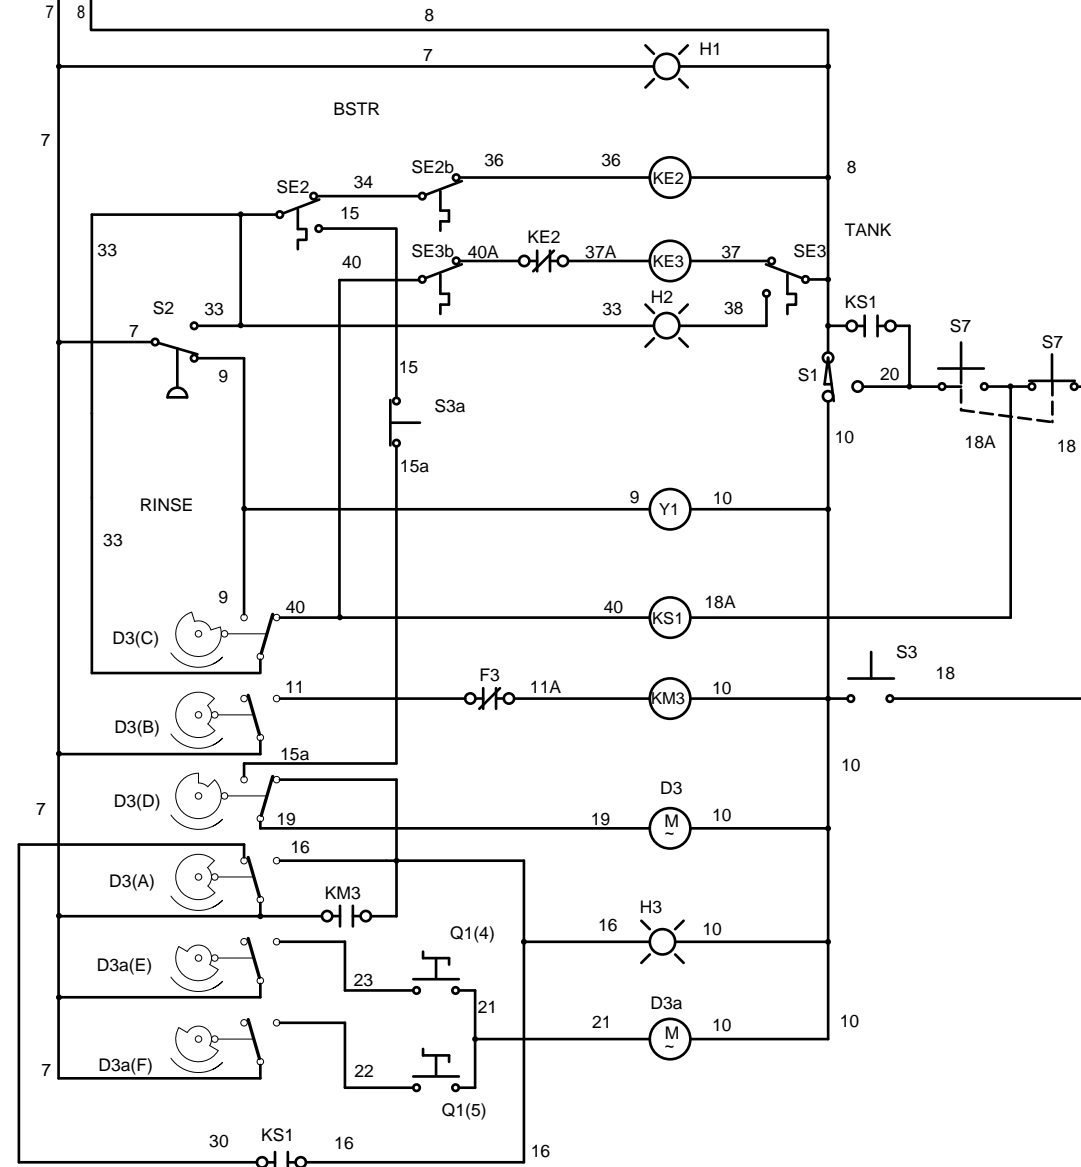 7 8 8
7 H1
BSTR
7
SE2b 36 36 KE2 8
SE2 34
15
TANK
33 40 SE3b 40A KE2 37A KE3 37 SE3
S2 33 33 H2 38 KS1
7 9 15 S1 20 S7 S7
S3a
10 18A 18
15a
RINSE 9 Y1 10
33
9 40 40 KS1 18A
D3(C)
S3 18
11 F3 11A KM3 10
D3(B)
15a 10
D3(D) D3
7 19 19 M ~ 10
16
D3(A) KM3
H3
16 10
Q1(4)
D3a(E) 23
21 D3a
21 M ~ 10 10
D3a(F) 22
7
Q1(5)
30 KS1 16 16